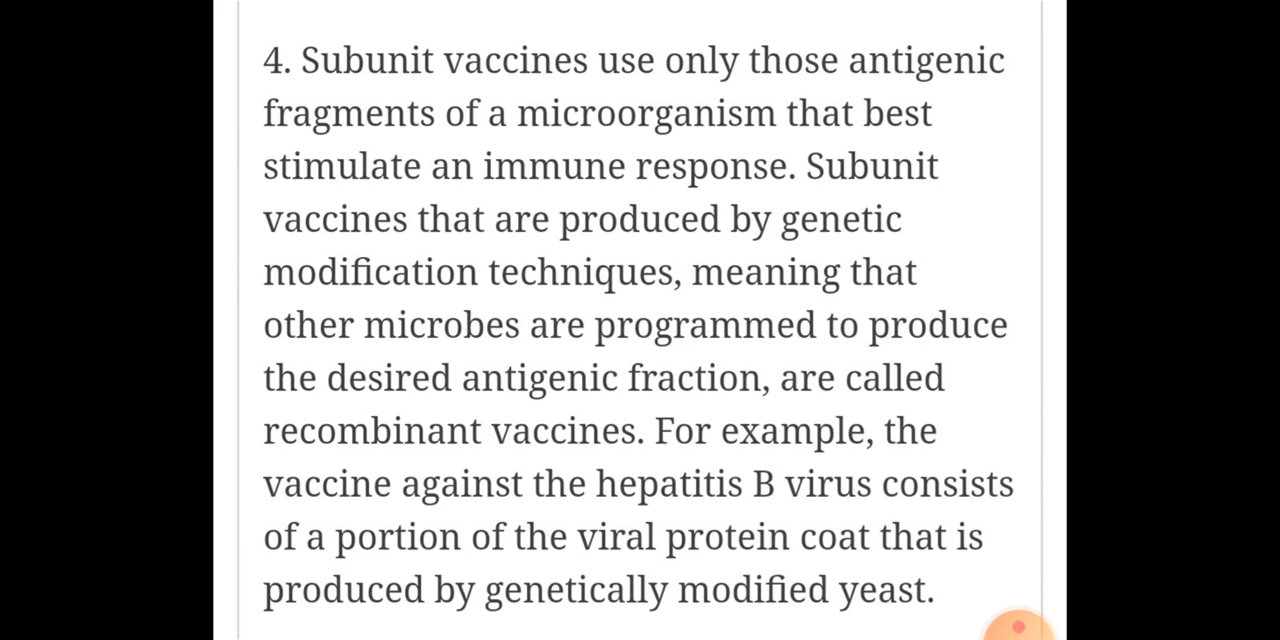 4. Subunit vaccines use only those antigenic
fragments of a microorganism that best
stimulate an immune response. Subunit
vaccines that are produced by genetic
modification techniques, meaning that
other microbes are programmed to produce
the desired antigenic fraction, are called
recombinant vaccines. For example, the
vaccine against the hepatitis B virus consists
of a portion of the viral protein coat that is
produced by genetically modified yeast.